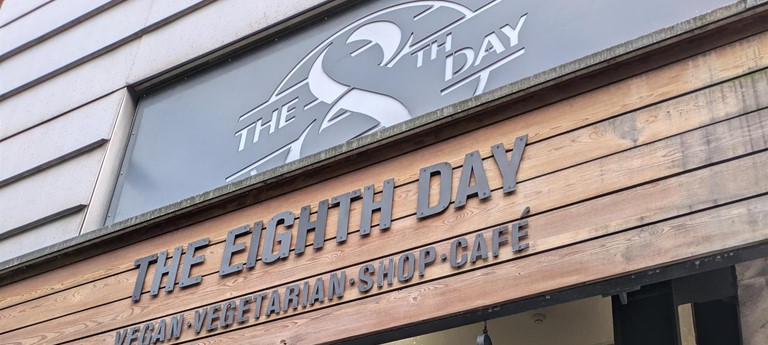 THE 8TH DAY
THE EIGHTH DAY
VEGAN·VEGETARIAN·SHOP·CAFÉ